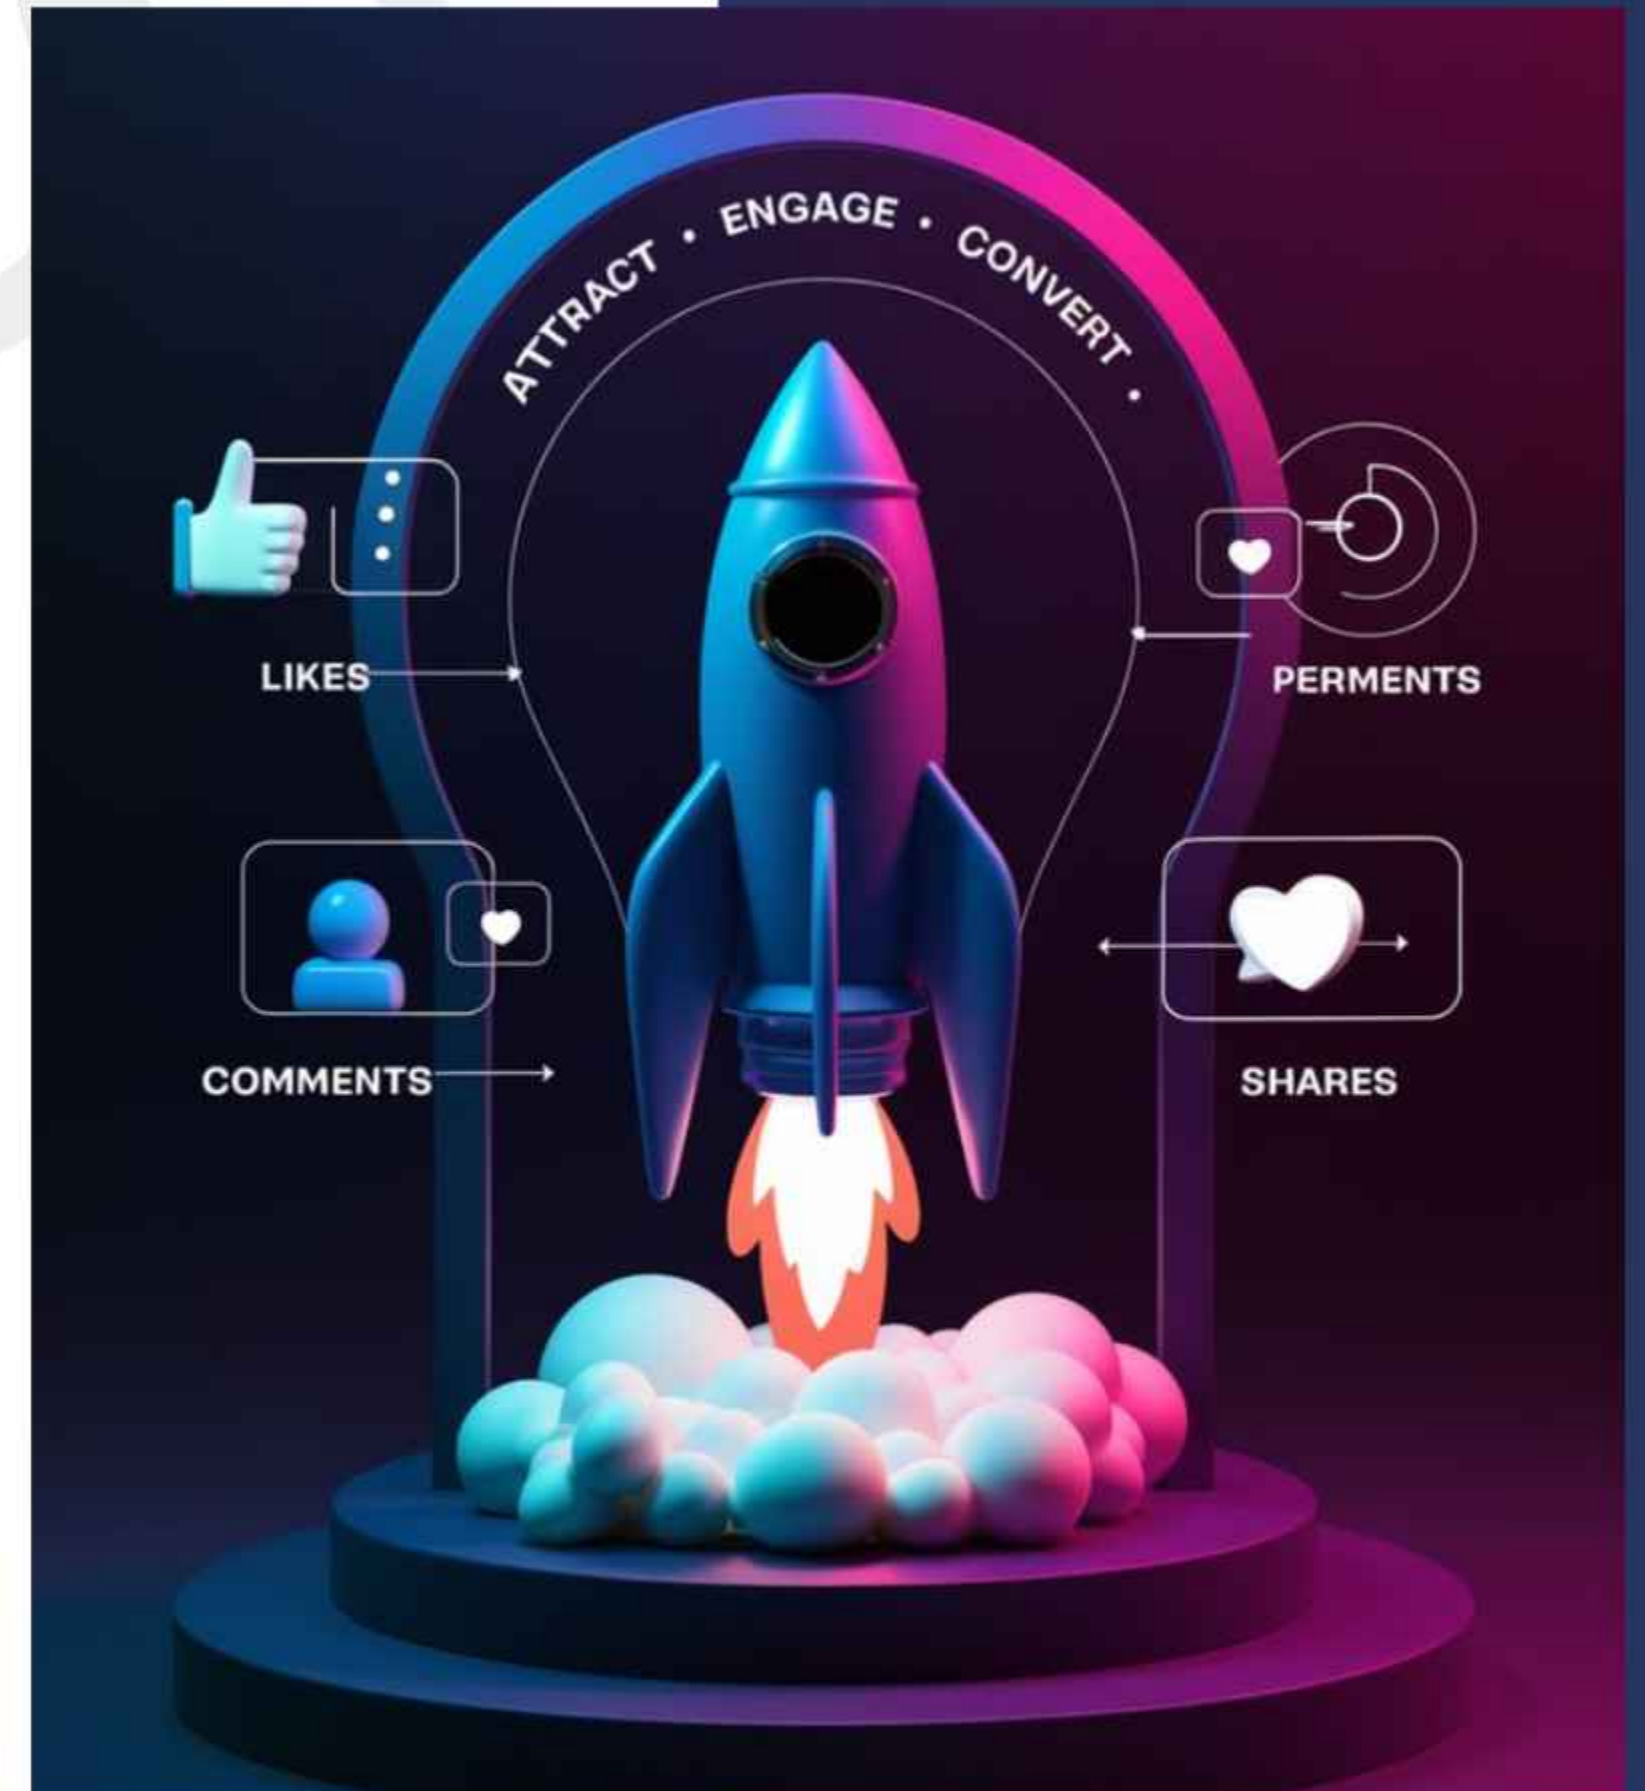 ATTRACT • ENGAGE • CONVERT •
LIKES
PERMENTS
COMMENTS
SHARES